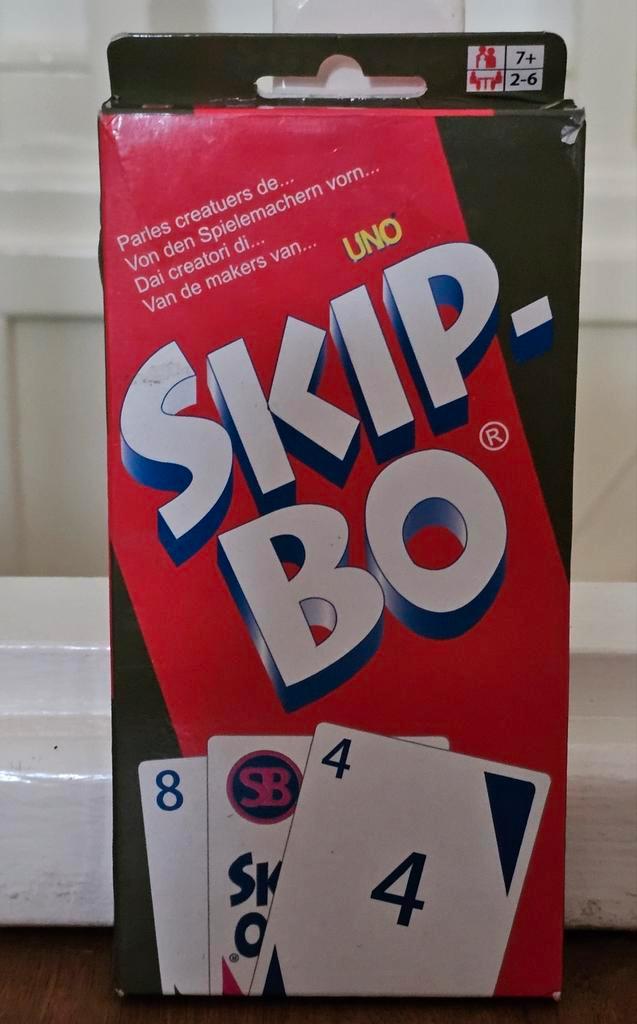 7+
2-6
Parles creatuers de...
Von den Spielemachern vorn...
Dai creatori di...
Van de makers van...
UNO
SKIP-
BO
®
8
SB
SK
O
®
4
4